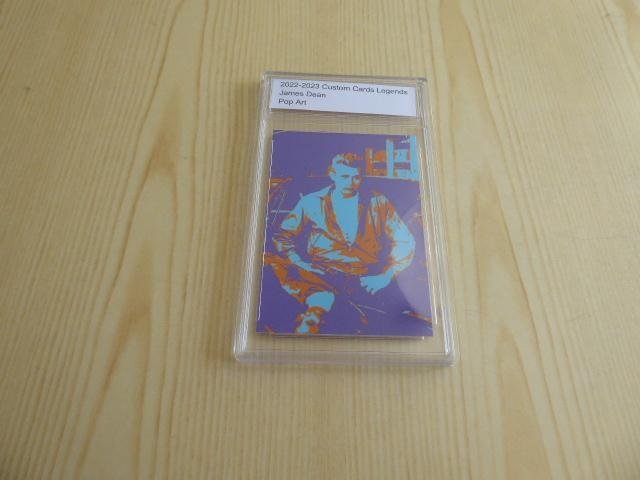 2022-2023 Custom Cards Legends
James Dean
Pop Art